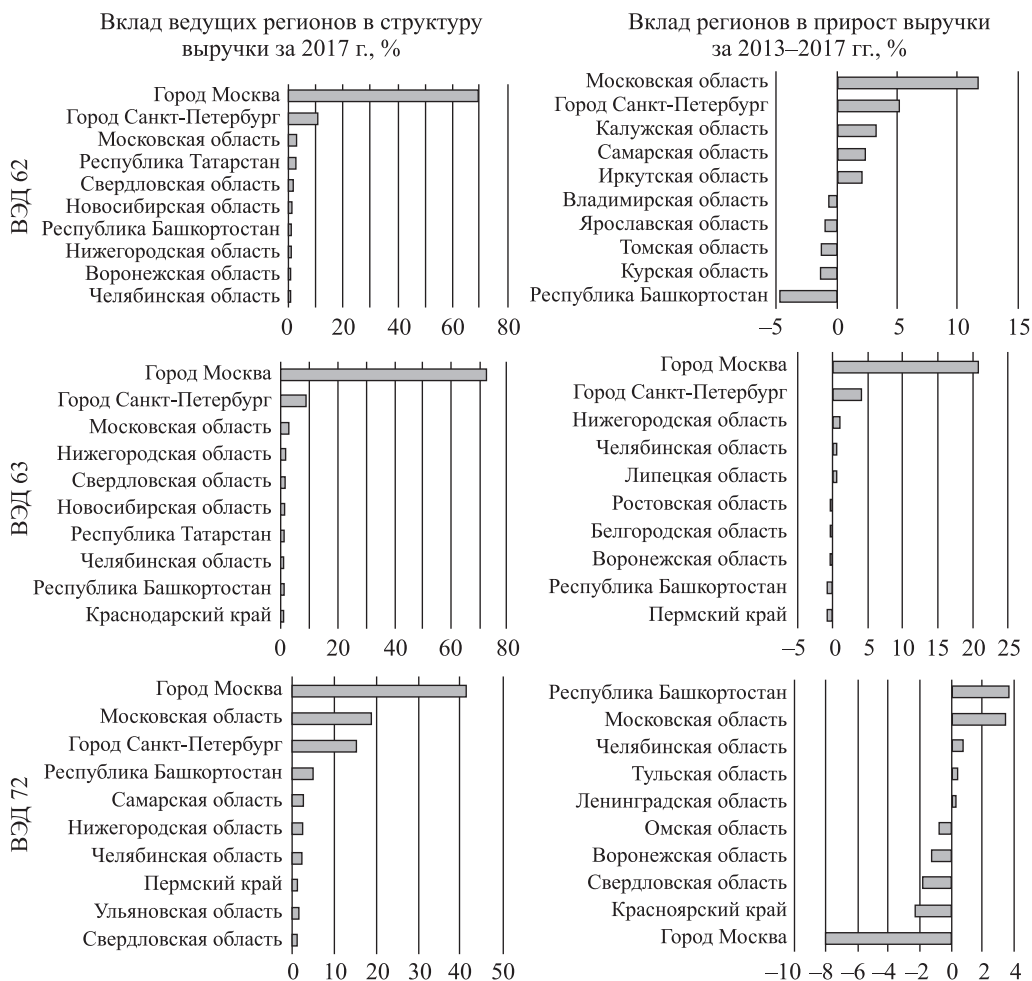 Вклад ведущих регионов в структуру
выручки за 2017 г., %
Вклад регионов в прирост выручки
за 2013–2017 гг., %
ВЭД 62
Город Москва
Город Санкт-Петербург
Московская область
Республика Татарстан
Свердловская область
Новосибирская область
Республика Башкортостан
Нижегородская область
Воронежская область
Челябинская область
0 20 40 60 80
Московская область
Город Санкт-Петербург
Калужская область
Самарская область
Иркутская область
Владимирская область
Ярославская область
Томская область
Курская область
Республика Башкортостан
–5 0 5 10 15
ВЭД 63
Город Москва
Город Санкт-Петербург
Московская область
Нижегородская область
Свердловская область
Новосибирская область
Республика Татарстан
Челябинская область
Республика Башкортостан
Краснодарский край
0 20 40 60 80
Город Москва
Город Санкт-Петербург
Нижегородская область
Челябинская область
Липецкая область
Ростовская область
Белгородская область
Воронежская область
Республика Башкортостан
Пермский край
–5 0 5 10 15 20 25
ВЭД 72
Город Москва
Московская область
Город Санкт-Петербург
Республика Башкортостан
Самарская область
Нижегородская область
Челябинская область
Пермский край
Ульяновская область
Свердловская область
0 10 20 30 40 50
Республика Башкортостан
Московская область
Челябинская область
Тульская область
Ленинградская область
Омская область
Воронежская область
Свердловская область
Красноярский край
Город Москва
–10 –8 –6 –4 –2 0 2 4